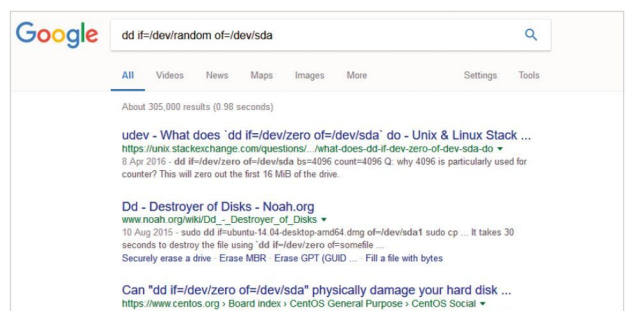 Google dd if=/dev/random of=/dev/sda
All Videos News Maps Images More Settings Tools
About 305,000 results (0.98 seconds)
udev - What does `dd if=/dev/zero of=/dev/sda` do - Unix & Linux Stack ...
https://unix.stackexchange.com/questions/.../what-does-dd-if-dev-zero-of-dev-sda-do
8 Apr 2016 - dd if=/dev/zero of=/dev/sda bs=4096 count=4096 Q: why 4096 is particularly used for
counter? This will zero out the first 16 MiB of the drive.
Dd - Destroyer of Disks - Noah.org
www.noah.org/wiki/Dd_-_Destroyer_of_Disks
10 Aug 2015 - sudo dd if=ubuntu-14.04-desktop-amd64.dmg of=/dev/sda1 sudo cp ... It takes 30
seconds to destroy the file using `dd if=/dev/zero of=somefile ...
Securely erase a drive · Erase MBR · Erase GPT (GUID ... · Fill a file with bytes
Can "dd if=/dev/zero of=/dev/sda" physically damage your hard disk ...
https://www.centos.org › Board index › CentOS General Purpose › CentOS Social